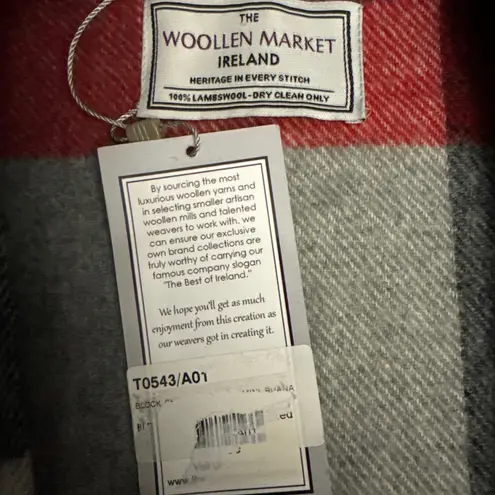 THE
WOOLLEN MARKET
IRELAND
HERITAGE IN EVERY STITCH
100% LAMBSWOOL-DRY CLEAN ONLY
By sourcing the most
luxurious woollen yarns and
in selecting smaller artisan
woollen mills and talented
weavers to work with, we
can ensure our exclusive
own brand collections are
truly worthy of carrying our
famous company slogan
"The Best of Ireland."
We hope you'll get as much
enjoyment from this creation as
our weavers got in creating it.
T0543/A01
BLOCK RUANA